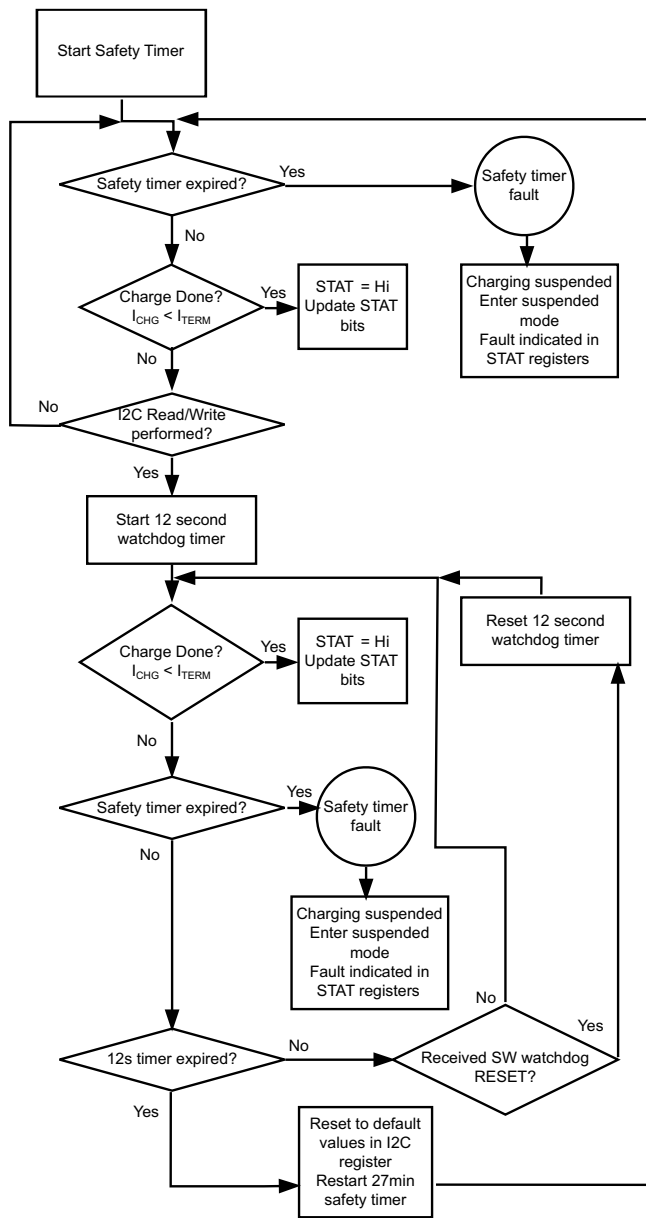 Start Safety Timer
Safety timer expired?
Yes
Safety timer
fault
No
Charging suspended
Enter suspended
mode
Fault indicated in
STAT registers
Charge Done?
I_CHG < I_TERM
Yes
STAT = Hi
Update STAT
bits
No
No
I2C Read/Write
performed?
Yes
Start 12 second
watchdog timer
Reset 12 second
watchdog timer
Charge Done?
I_CHG < I_TERM
Yes
STAT = Hi
Update STAT
bits
No
Safety timer expired?
Yes
Safety timer
fault
No
Charging suspended
Enter suspended
mode
Fault indicated in
STAT registers
12s timer expired?
No
Received SW watchdog
RESET?
No
Yes
Yes
Reset to default
values in I2C
register
Restart 27min
safety timer